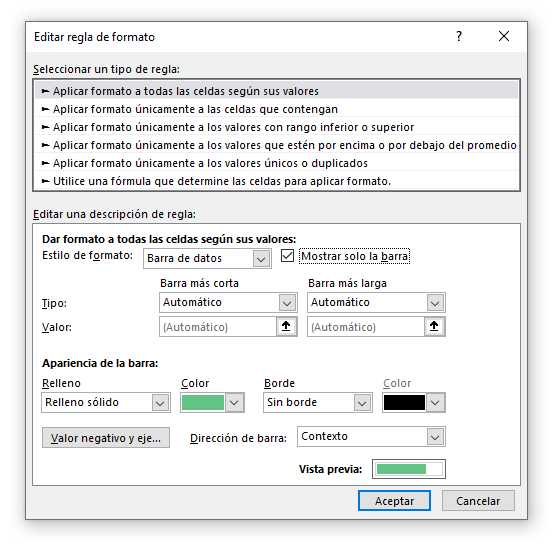 Editar regla de formato ?
Seleccionar un tipo de regla:
► Aplicar formato a todas las celdas según sus valores
► Aplicar formato únicamente a las celdas que contengan
► Aplicar formato únicamente a los valores con rango inferior o superior
► Aplicar formato únicamente a los valores que estén por encima o por debajo del promedio
► Aplicar formato únicamente a los valores únicos o duplicados
► Utilice una fórmula que determine las celdas para aplicar formato.
Editar una descripción de regla:
Dar formato a todas las celdas según sus valores:
Estilo de formato: Barra de datos Mostrar solo la barra
Barra más corta Barra más larga
Tipo: Automático Automático
Valor: (Automático) (Automático)
Apariencia de la barra:
Relleno Color Borde Color
Relleno sólido Sin borde
Valor negativo y eje... Dirección de barra: Contexto
Vista previa:
Aceptar Cancelar